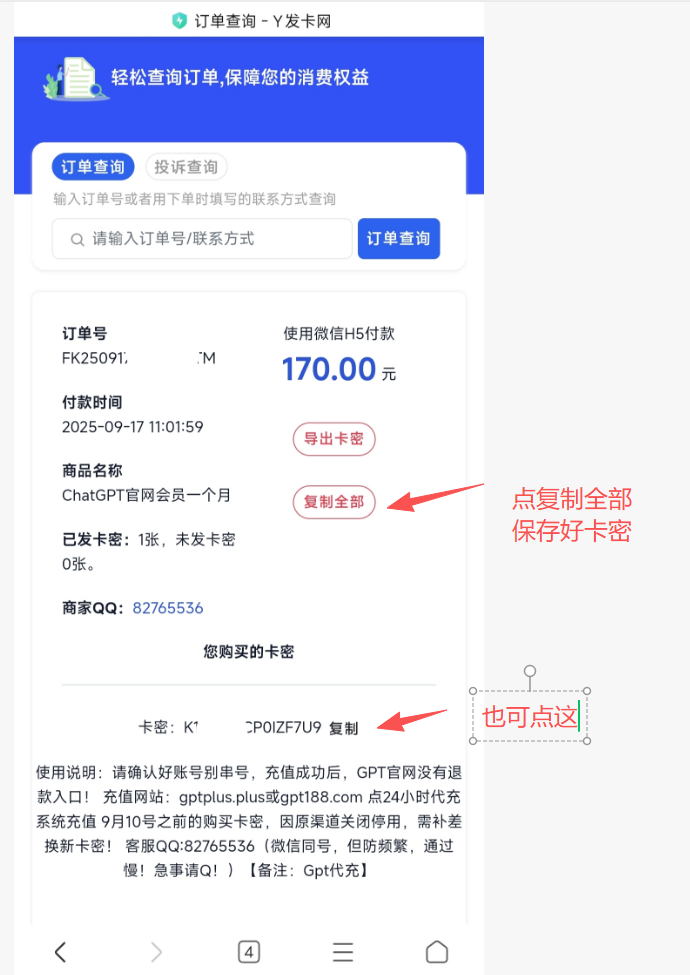 订单查询 - Y发卡网
轻松查询订单,保障您的消费权益
订单查询 投诉查询
输入订单号或者用下单时填写的联系方式查询
请输入订单号/联系方式 订单查询
订单号
FK25091
TM
使用微信H5付款
170.00 元
付款时间
2025-09-17 11:01:59
导出卡密
商品名称
ChatGPT官网会员一个月
复制全部
点复制全部
保存好卡密
已发卡密：1张，未发卡密
0张。
商家QQ：82765536
您购买的卡密
也可点这
卡密：K CP0IZF7U9 复制
使用说明：请确认好账号别串号，充值成功后，GPT官网没有退
款入口！ 充值网站：gptplus.plus或gpt188.com 点24小时代充
系统充值 9月10号之前的购买卡密，因原渠道关闭停用，需补差
换新卡密！ 客服QQ:82765536（微信同号，但防频繁，通过
慢！急事请Q！）【备注：Gpt代充】
4